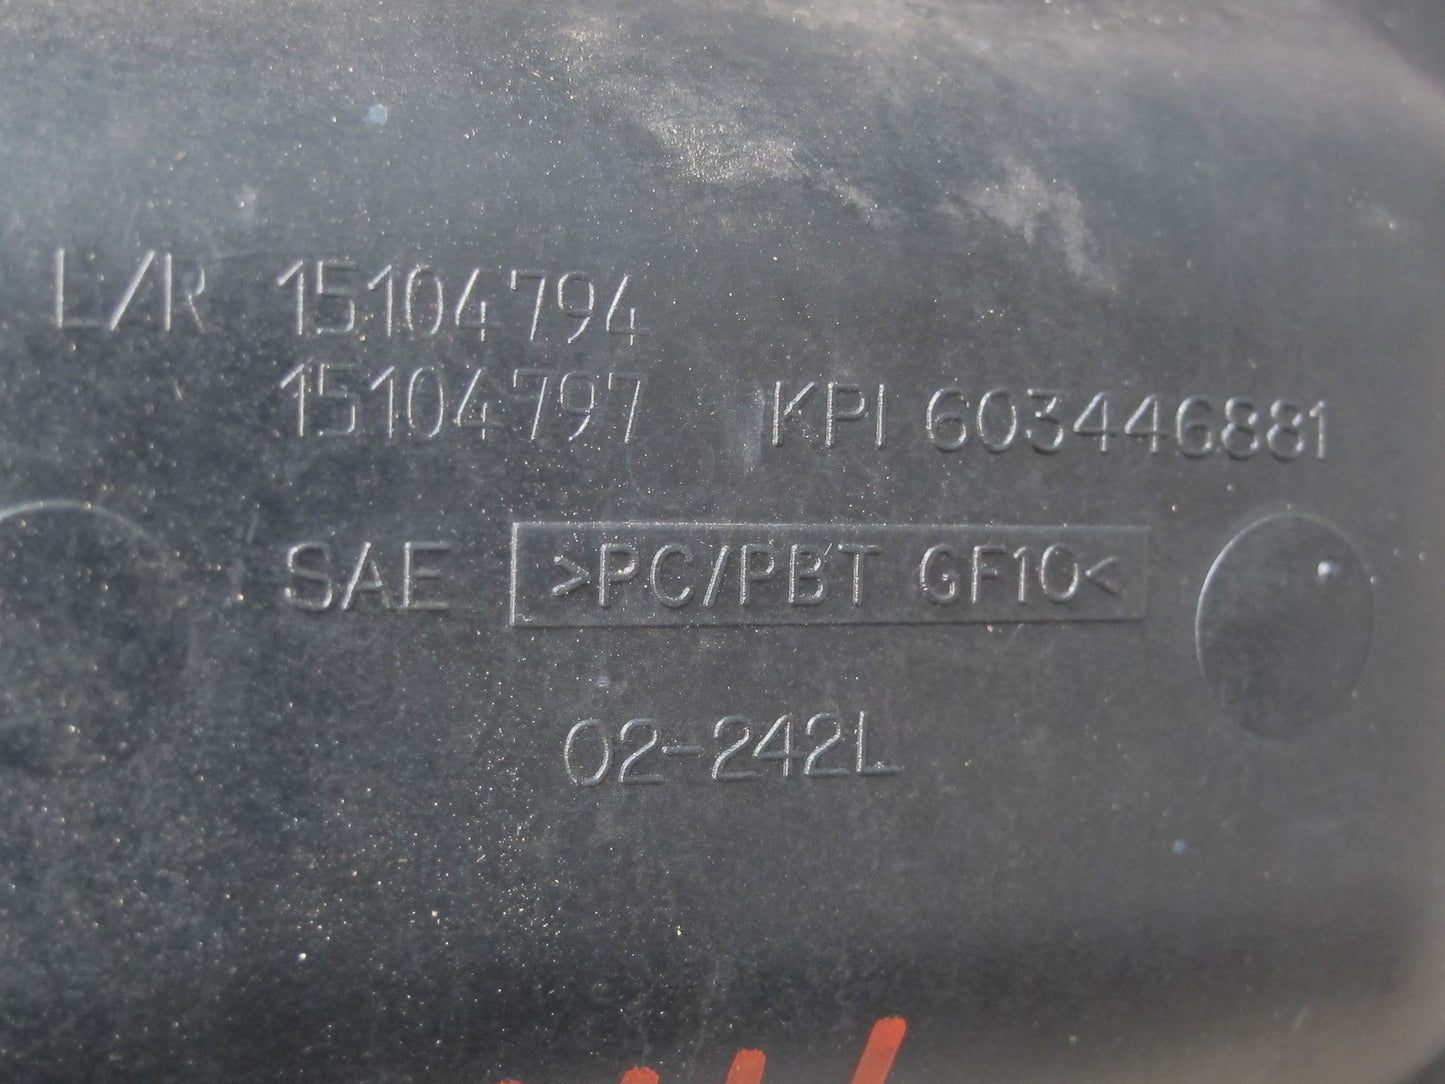 L/R 15104794
15104797 KPI 603446881
SAE >PC/PBT GF10<
02-242L